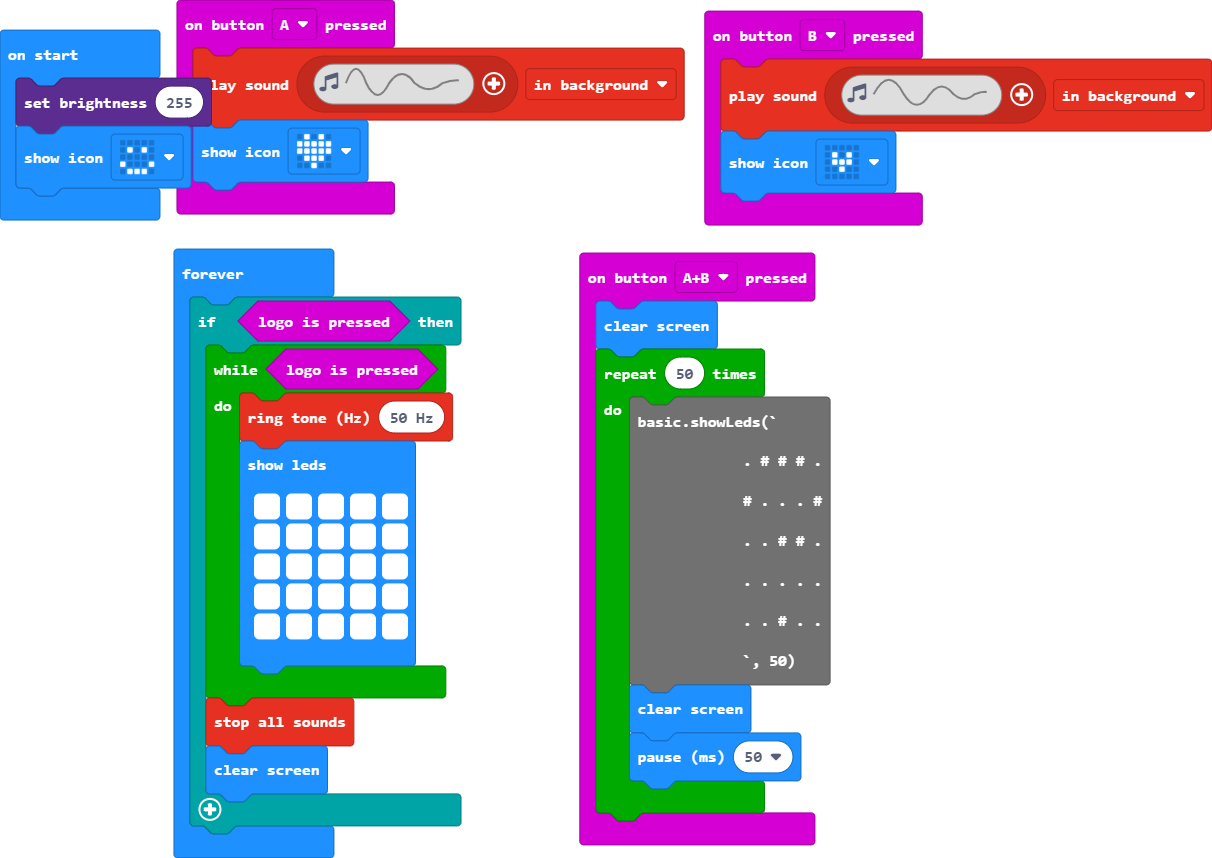 on start
set brightness 255
show icon
on button A pressed
lay sound in background
show icon
on button B pressed
play sound in background
show icon
forever
if logo is pressed then
while logo is pressed
do
ring tone (Hz) 50 Hz
show leds
stop all sounds
clear screen
on button A+B pressed
clear screen
repeat 50 times
do
basic.showLeds(`
. # # # .
# . . . #
. . # # .
. . . . .
. . # . .
`, 50)
clear screen
pause (ms) 50